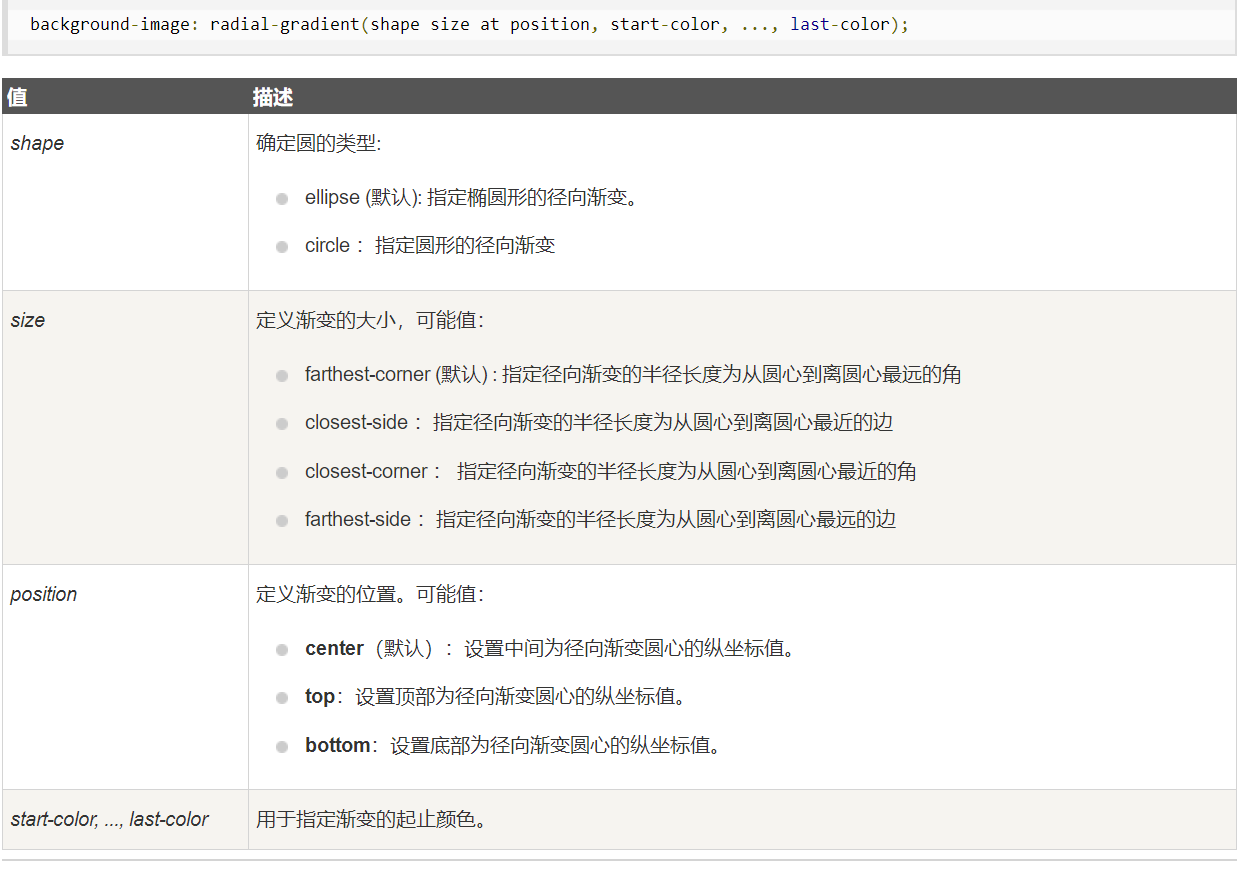 background-image: radial-gradient(shape size at position, start-color, ..., last-color);
值 描述
shape 确定圆的类型:
ellipse (默认): 指定椭圆形的径向渐变。
circle ：指定圆形的径向渐变
size 定义渐变的大小，可能值：
farthest-corner (默认) : 指定径向渐变的半径长度为从圆心到离圆心最远的角
closest-side ：指定径向渐变的半径长度为从圆心到离圆心最近的边
closest-corner ： 指定径向渐变的半径长度为从圆心到离圆心最近的角
farthest-side ：指定径向渐变的半径长度为从圆心到离圆心最远的边
position 定义渐变的位置。可能值：
center（默认）：设置中间为径向渐变圆心的纵坐标值。
top：设置顶部为径向渐变圆心的纵坐标值。
bottom：设置底部为径向渐变圆心的纵坐标值。
start-color, ..., last-color 用于指定渐变的起止颜色。